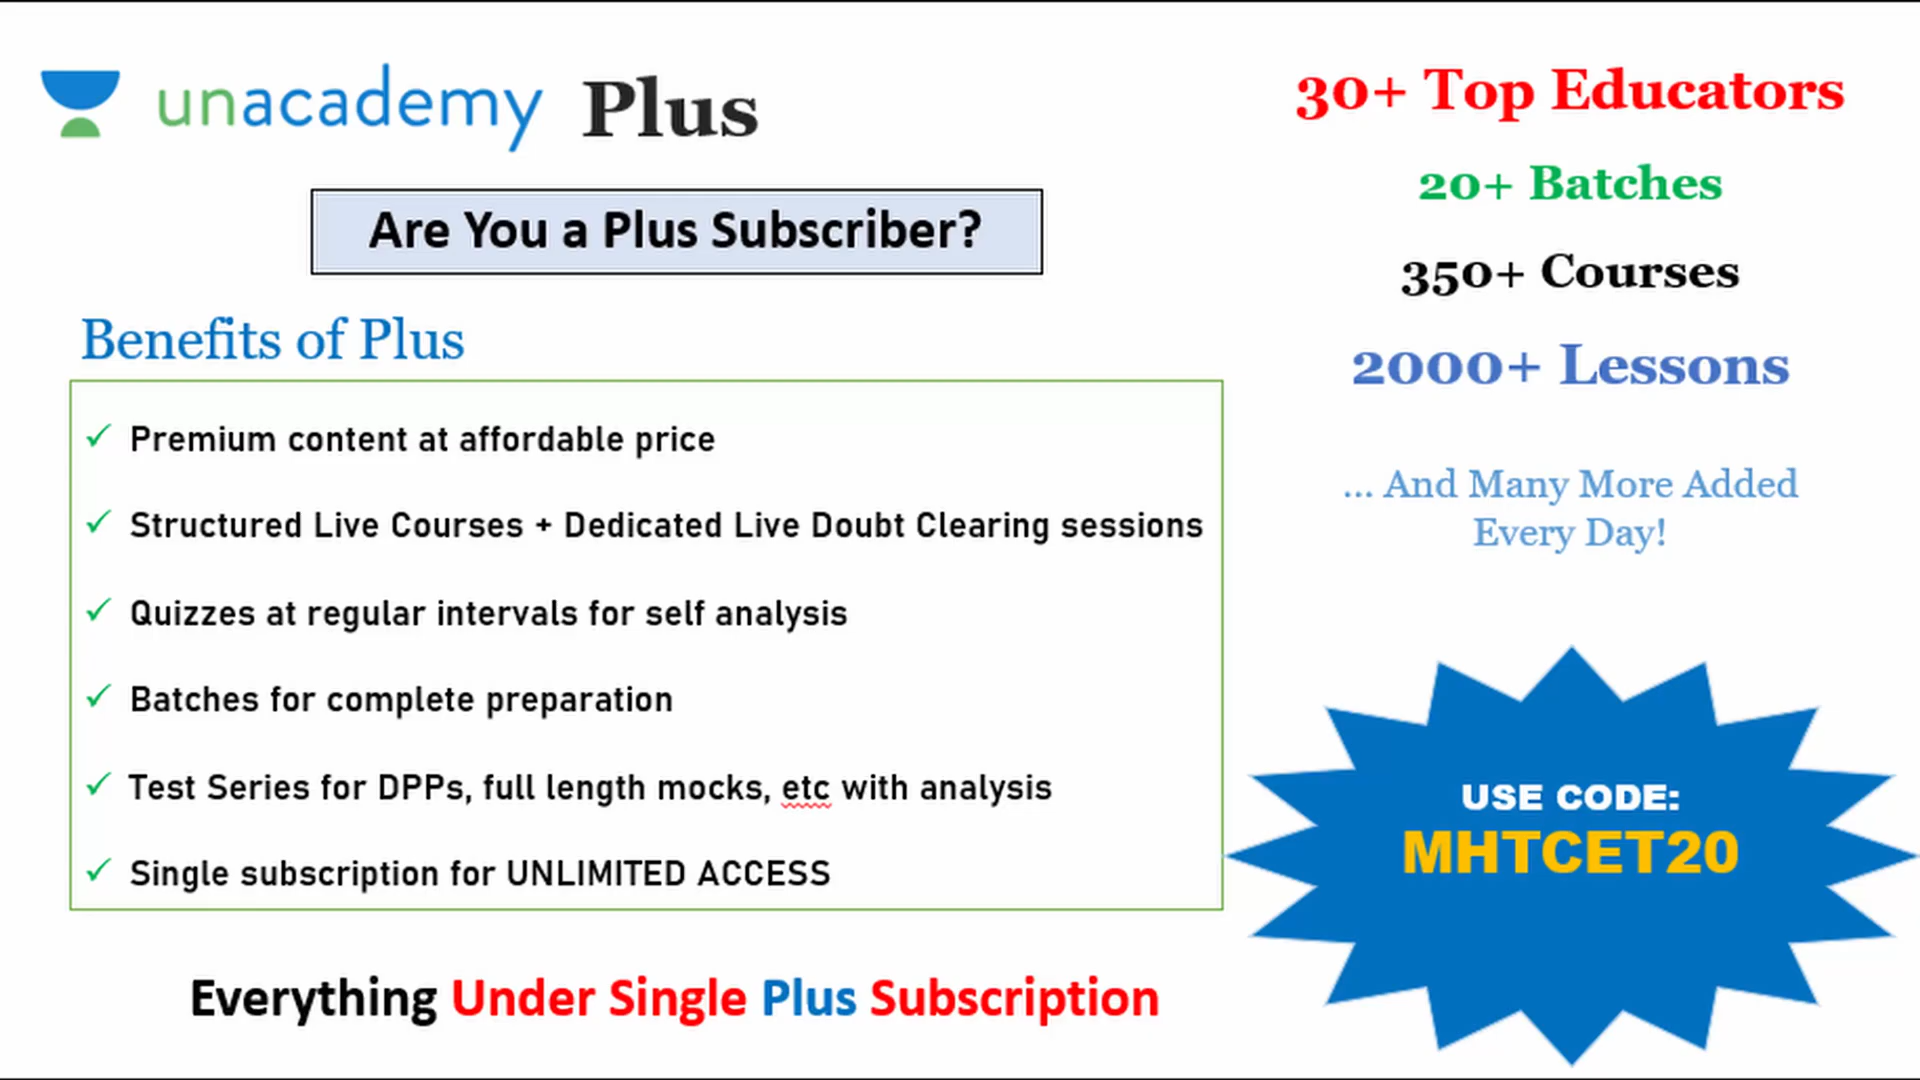 unacademy Plus
Are You a Plus Subscriber?
Benefits of Plus
✓ Premium content at affordable price
✓ Structured Live Courses + Dedicated Live Doubt Clearing sessions
✓ Quizzes at regular intervals for self analysis
✓ Batches for complete preparation
✓ Test Series for DPPs, full length mocks, etc with analysis
✓ Single subscription for UNLIMITED ACCESS
Everything Under Single Plus Subscription
30+ Top Educators
20+ Batches
350+ Courses
2000+ Lessons
... And Many More Added
Every Day!
USE CODE:
MHTCET20